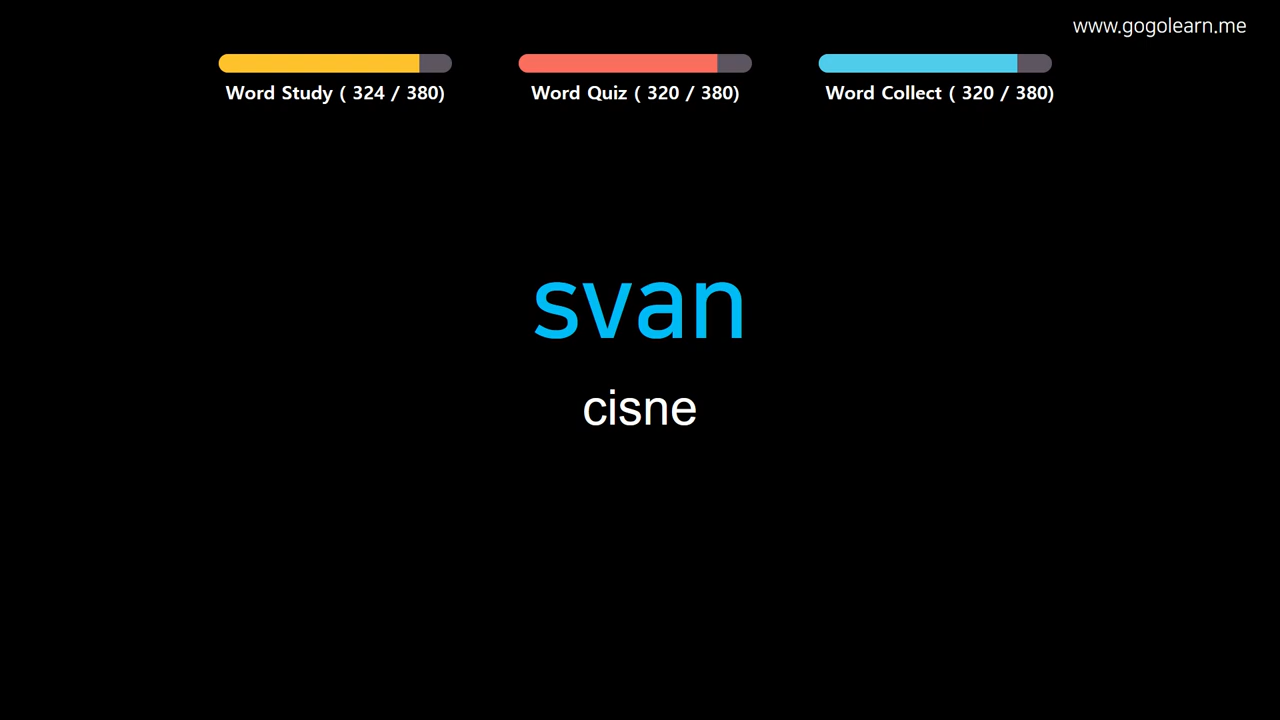 www.gogolearn.me
Word Study ( 324 / 380)
Word Quiz ( 320 / 380)
Word Collect ( 320 / 380)
svan
cisne